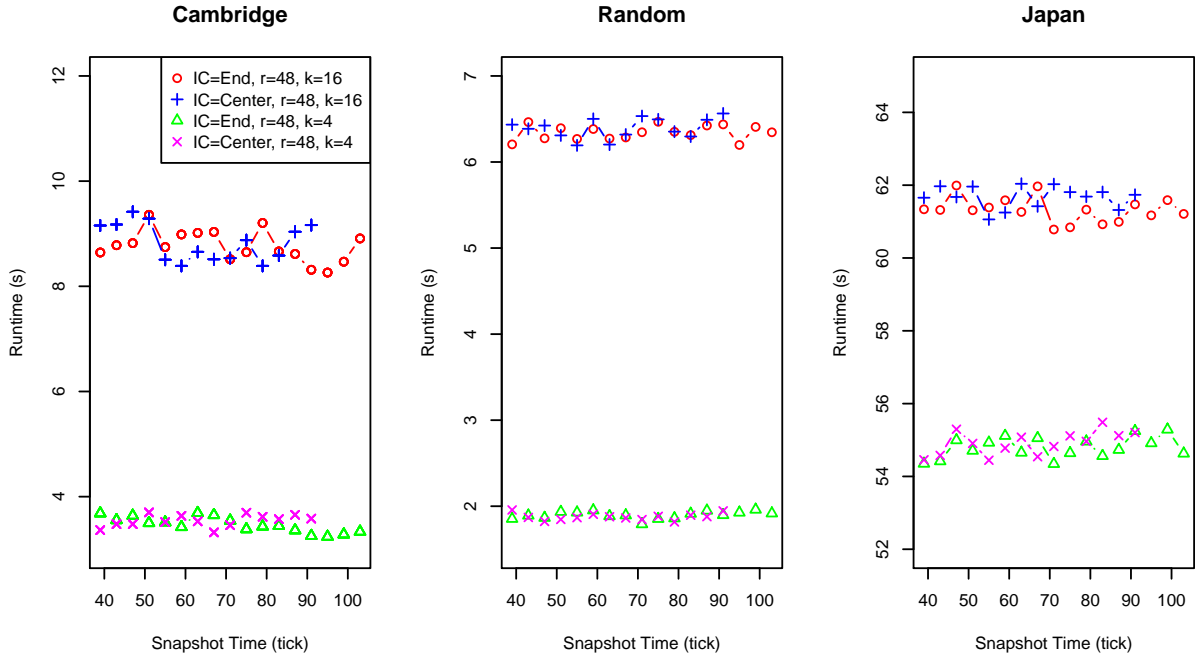 Cambridge
Runtime (s)
12
10
8
6
4
IC=End, r=48, k=16
IC=Center, r=48, k=16
IC=End, r=48, k=4
IC=Center, r=48, k=4
40 50 60 70 80 90 100
Snapshot Time (tick)
Random
Runtime (s)
7
6
5
4
3
2
40 50 60 70 80 90 100
Snapshot Time (tick)
Japan
Runtime (s)
64
62
60
58
56
54
52
40 50 60 70 80 90 100
Snapshot Time (tick)